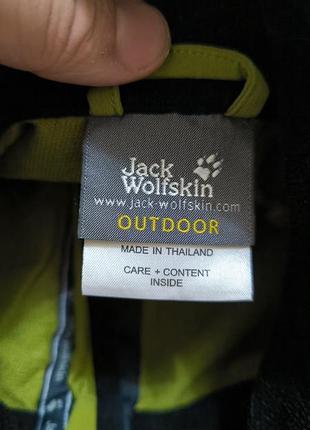 Jack
Wolfskin
www.jack-wolfskin.com
OUTDOOR
MADE IN THAILAND
CARE + CONTENT
INSIDE